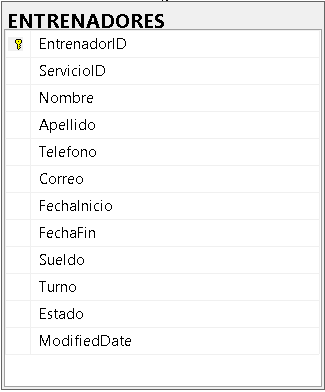 ENTRENADORES
EntrenadorID
ServicioID
Nombre
Apellido
Telefono
Correo
FechaInicio
FechaFin
Sueldo
Turno
Estado
ModifiedDate